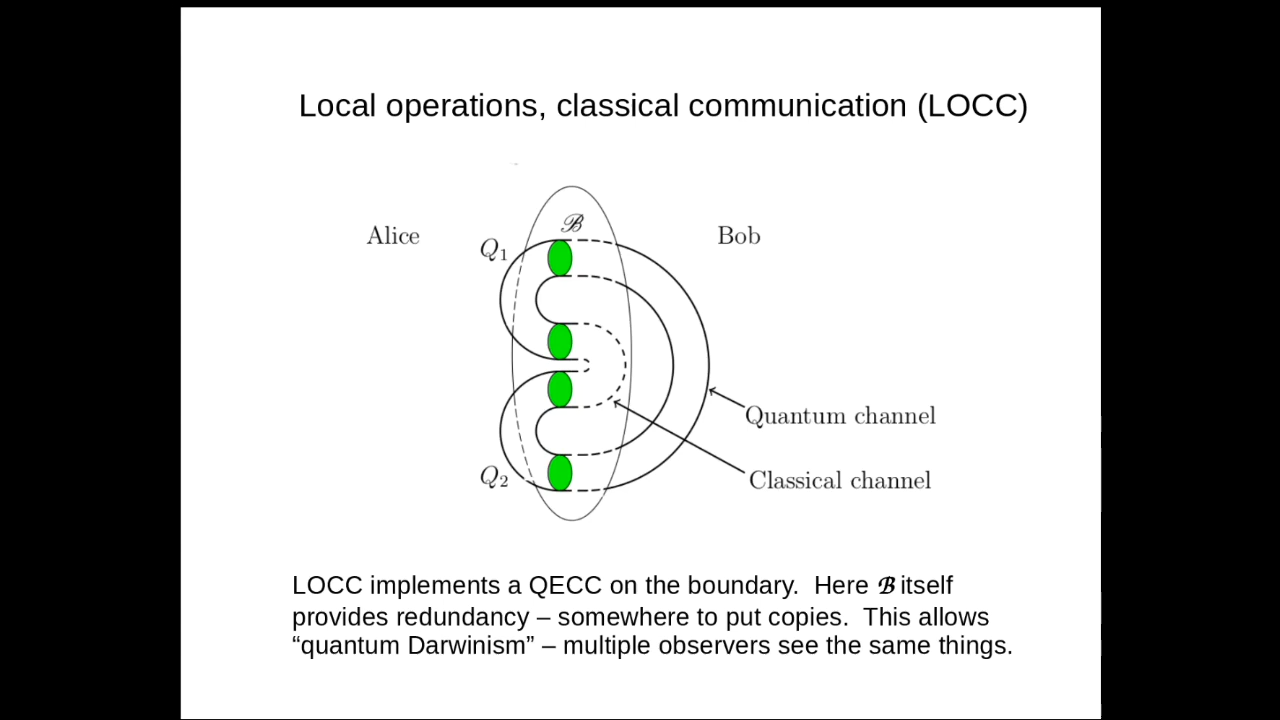 Local operations, classical communication (LOCC)
ℬ
Alice
Bob
Q₁
Quantum channel
Q₂
Classical channel
LOCC implements a QECC on the boundary. Here ℬ itself
provides redundancy – somewhere to put copies. This allows
“quantum Darwinism” – multiple observers see the same things.